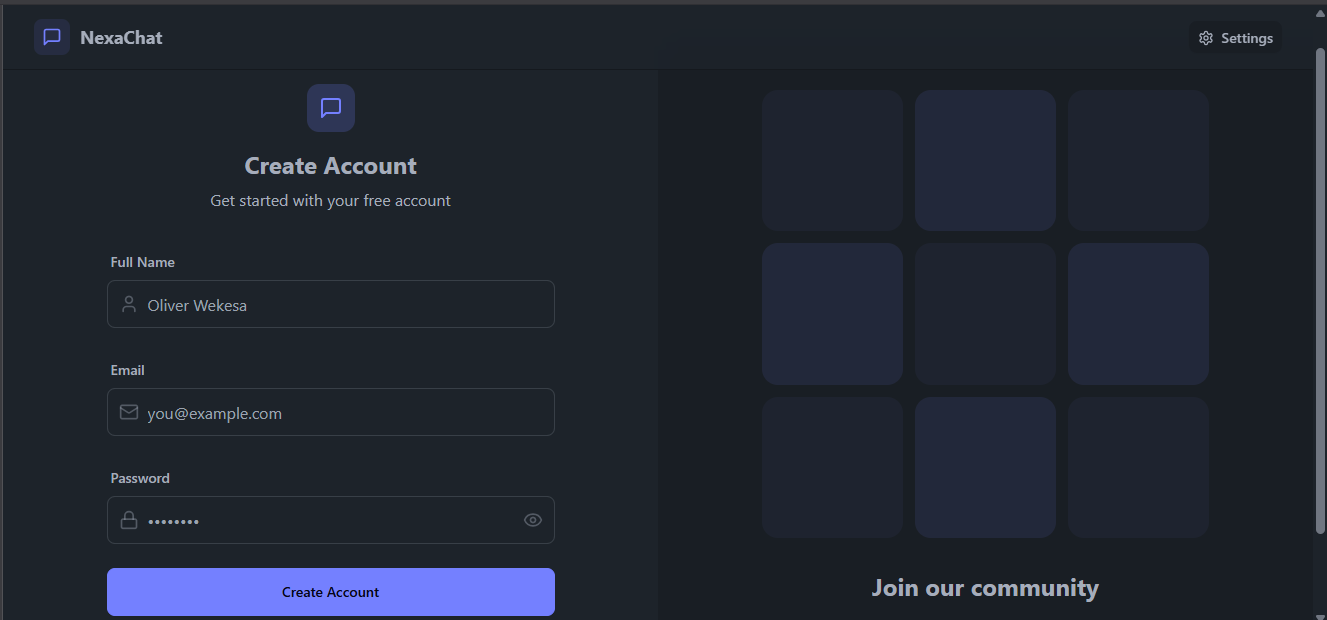 NexaChat
Settings
Create Account
Get started with your free account
Full Name
Oliver Wekesa
Email
you@example.com
Password
••••••••
Create Account
Join our community